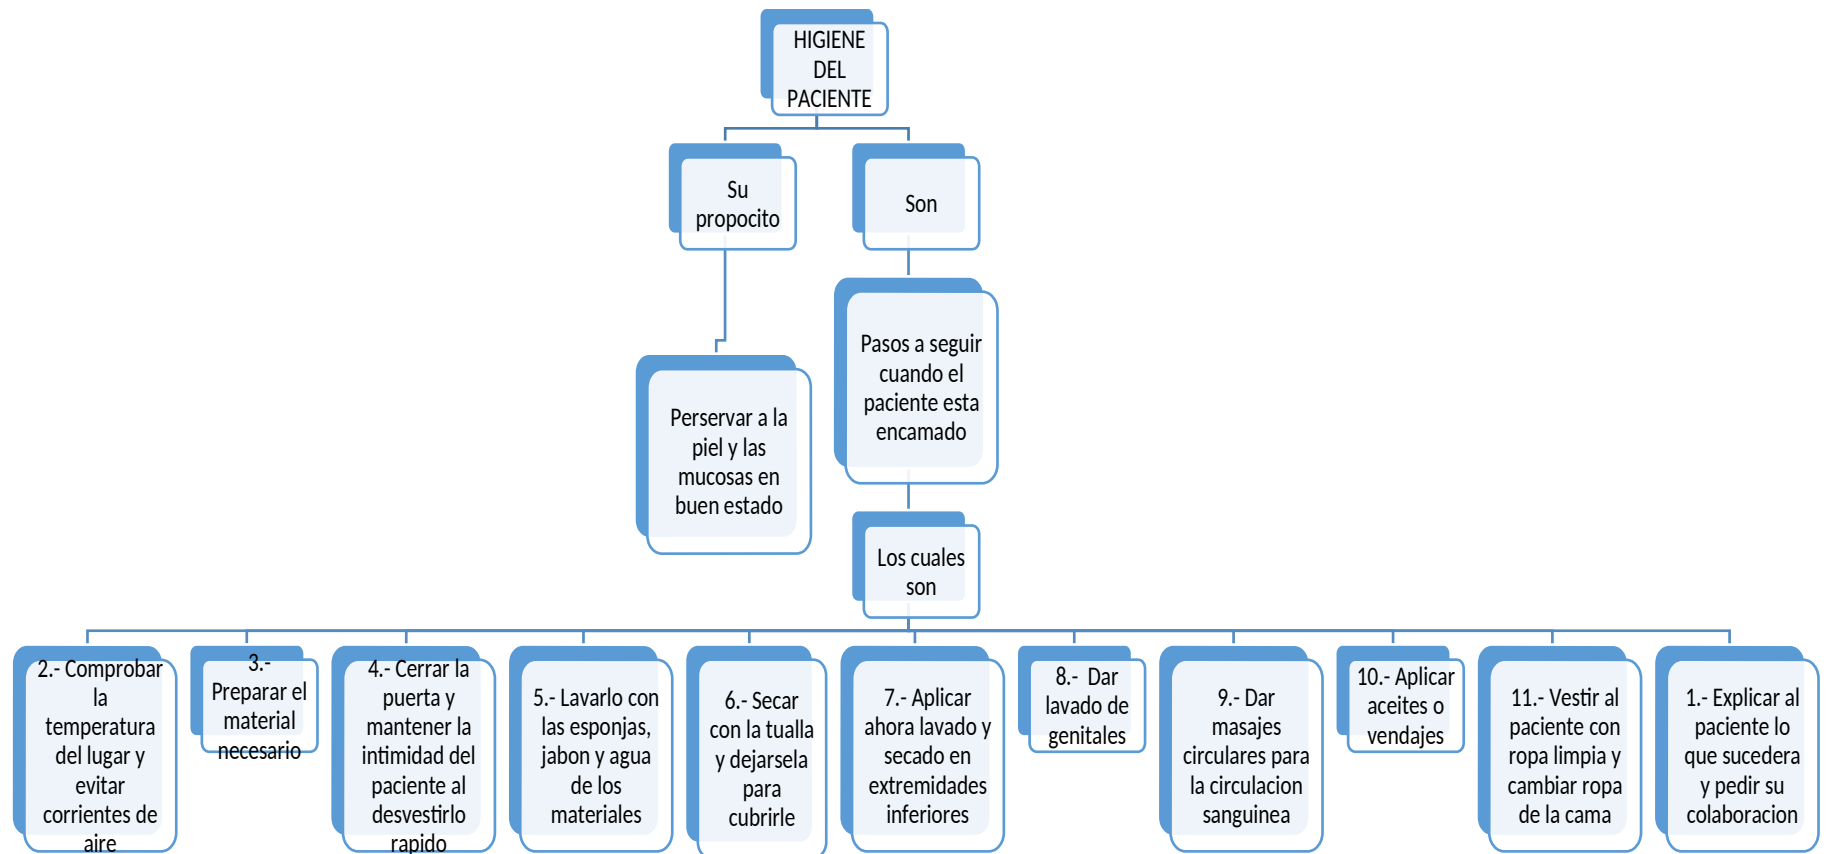 HIGIENE
DEL
PACIENTE
Su
propocito
Son
Perservar a la
piel y las
mucosas en
buen estado
Pasos a seguir
cuando el
paciente esta
encamado
Los cuales
son
2.- Comprobar
la
temperatura
del lugar y
evitar
corrientes de
aire
3.-
Preparar el
material
necesario
4.- Cerrar la
puerta y
mantener la
intimidad del
paciente al
desvestirlo
rapido
5.- Lavarlo con
las esponjas,
jabon y agua
de los
materiales
6.- Secar
con la tualla
y dejarsela
para
cubrirle
7.- Aplicar
ahora lavado y
secado en
extremidades
inferiores
8.-  Dar
lavado de
genitales
9.- Dar
masajes
circulares para
la circulacion
sanguinea
10.- Aplicar
aceites o
vendajes
11.- Vestir al
paciente con
ropa limpia y
cambiar ropa
de la cama
1.- Explicar al
paciente lo
que sucedera
y pedir su
colaboracion